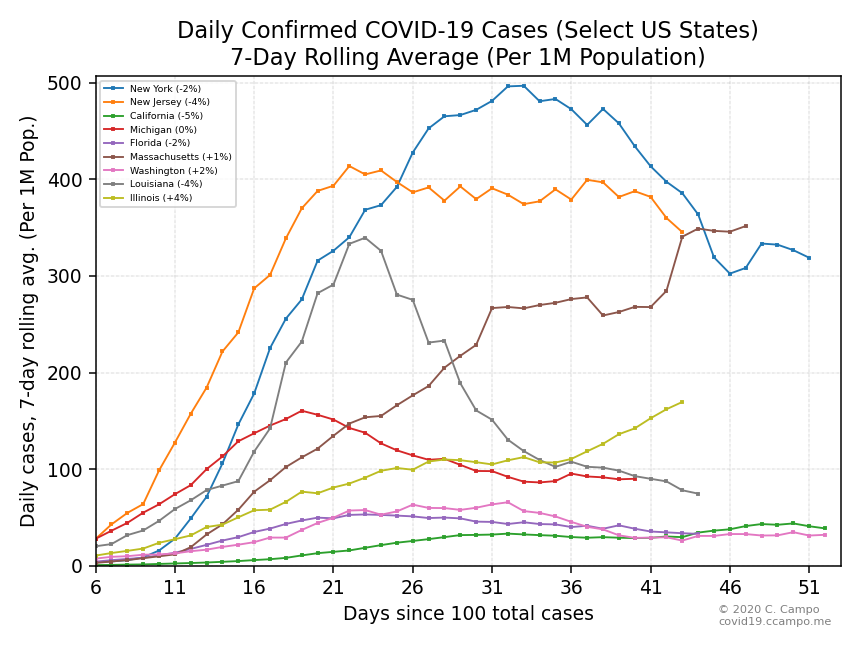 Daily Confirmed COVID-19 Cases (Select US States)
7-Day Rolling Average (Per 1M Population)
Daily cases, 7-day rolling avg. (Per 1M Pop.)
500
400
300
200
100
0
New York (-2%)
New Jersey (-4%)
California (-5%)
Michigan (0%)
Florida (-2%)
Massachusetts (+1%)
Washington (+2%)
Louisiana (-4%)
Illinois (+4%)
6 11 16 21 26 31 36 41 46 51
Days since 100 total cases
© 2020 C. Campo
covid19.ccampo.me